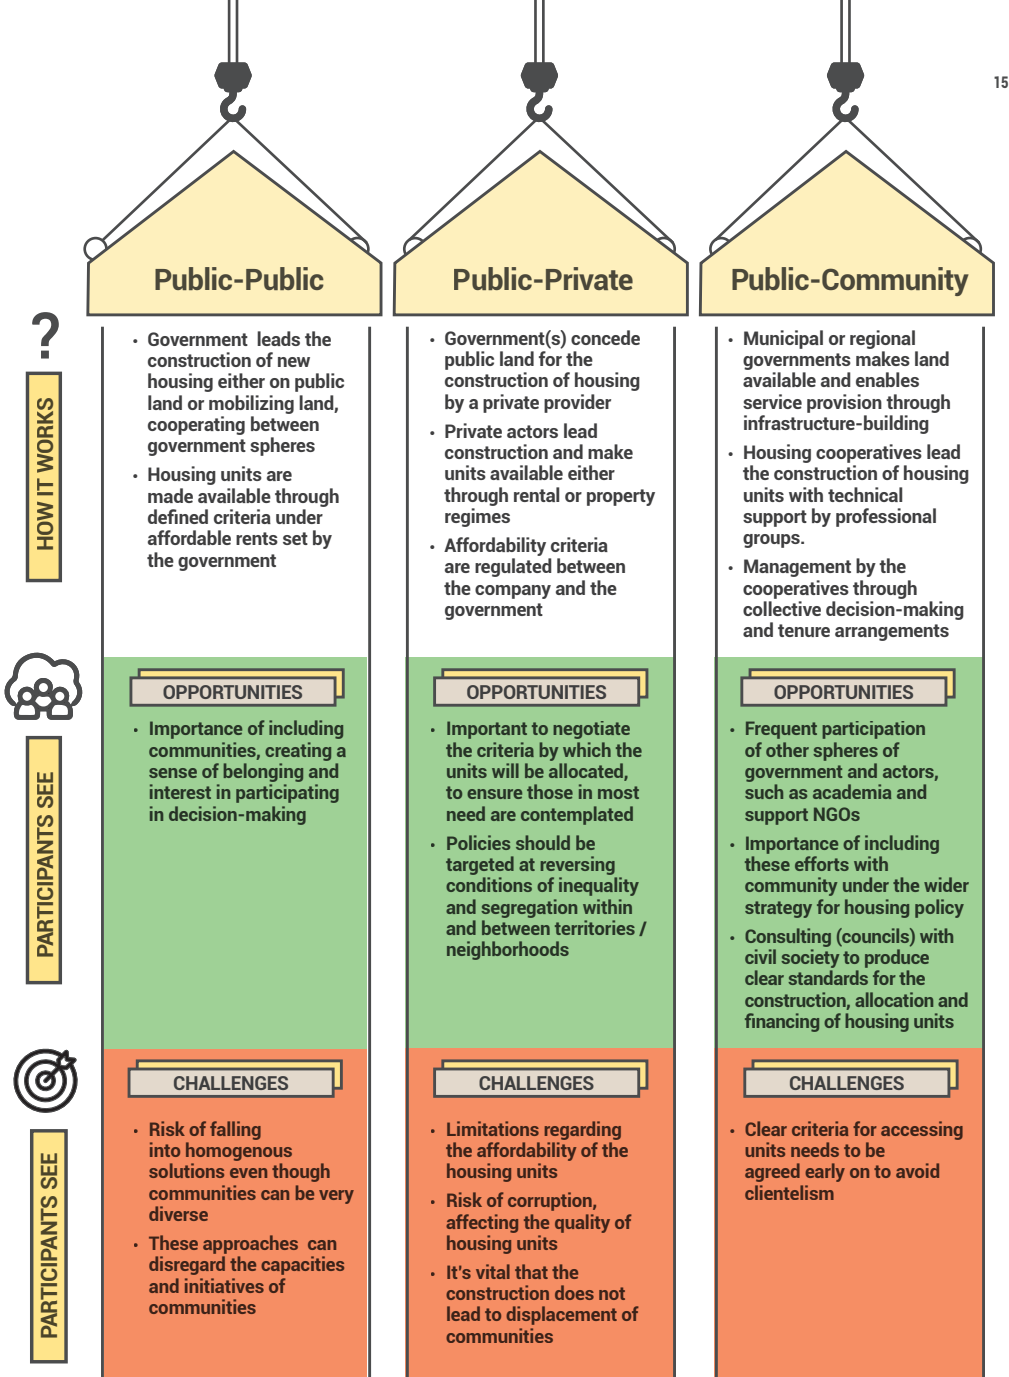 15
Public-Public
Public-Private
Public-Community
?
HOW IT WORKS
• Government  leads the
construction of new
housing either on public
land or mobilizing land,
cooperating between
government spheres
• Housing units are
made available through
defined criteria under
affordable rents set by
the government
• Government(s) concede
public land for the
construction of housing
by a private provider
• Private actors lead
construction and make
units available either
through rental or property
regimes
• Affordability criteria
are regulated between
the company and the
government
• Municipal or regional
governments makes land
available and enables
service provision through
infrastructure-building
• Housing cooperatives lead
the construction of housing
units with technical
support by professional
groups.
• Management by the
cooperatives through
collective decision-making
and tenure arrangements
PARTICIPANTS SEE
OPPORTUNITIES
• Importance of including
communities, creating a
sense of belonging and
interest in participating
in decision-making
OPPORTUNITIES
• Important to negotiate
the criteria by which the
units will be allocated,
to ensure those in most
need are contemplated
• Policies should be
targeted at reversing
conditions of inequality
and segregation within
and between territories /
neighborhoods
OPPORTUNITIES
• Frequent participation
of other spheres of
government and actors,
such as academia and
support NGOs
• Importance of including
these efforts with
community under the wider
strategy for housing policy
• Consulting (councils) with
civil society to produce
clear standards for the
construction, allocation and
financing of housing units
PARTICIPANTS SEE
CHALLENGES
• Risk of falling
into homogenous
solutions even though
communities can be very
diverse
• These approaches  can
disregard the capacities
and initiatives of
communities
CHALLENGES
• Limitations regarding
the affordability of the
housing units
• Risk of corruption,
affecting the quality of
housing units
• It's vital that the
construction does not
lead to displacement of
communities
CHALLENGES
• Clear criteria for accessing
units needs to be
agreed early on to avoid
clientelism